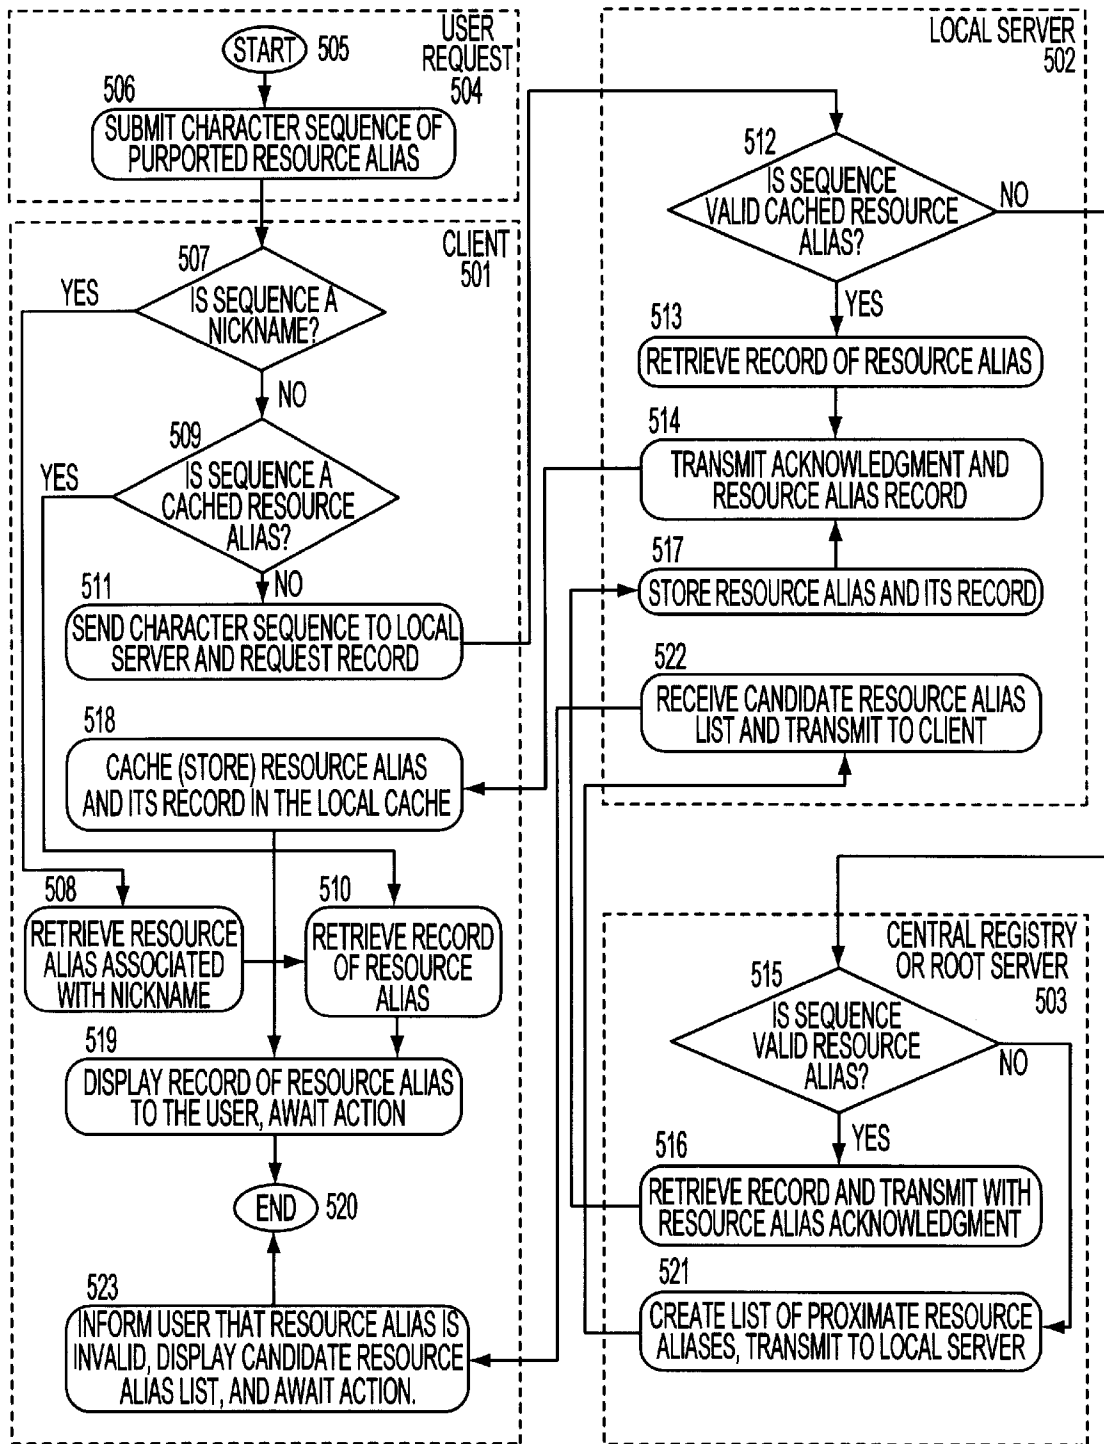 USER
REQUEST
504
START 505
506
SUBMIT CHARACTER SEQUENCE OF
PURPORTED RESOURCE ALIAS
CLIENT
501
507
IS SEQUENCE A
NICKNAME?
YES
NO
509
IS SEQUENCE A
CACHED RESOURCE
ALIAS?
YES
NO
511
SEND CHARACTER SEQUENCE TO LOCAL
SERVER AND REQUEST RECORD
518
CACHE (STORE) RESOURCE ALIAS
AND ITS RECORD IN THE LOCAL CACHE
508
RETRIEVE RESOURCE
ALIAS ASSOCIATED
WITH NICKNAME
510
RETRIEVE RECORD
OF RESOURCE
ALIAS
519
DISPLAY RECORD OF RESOURCE ALIAS
TO THE USER, AWAIT ACTION
END 520
523
INFORM USER THAT RESOURCE ALIAS IS
INVALID, DISPLAY CANDIDATE RESOURCE
ALIAS LIST, AND AWAIT ACTION.
LOCAL SERVER
502
512
IS SEQUENCE
VALID CACHED RESOURCE
ALIAS?
NO
YES
513
RETRIEVE RECORD OF RESOURCE ALIAS
514
TRANSMIT ACKNOWLEDGMENT AND
RESOURCE ALIAS RECORD
517
STORE RESOURCE ALIAS AND ITS RECORD
522
RECEIVE CANDIDATE RESOURCE ALIAS
LIST AND TRANSMIT TO CLIENT
CENTRAL REGISTRY
OR ROOT SERVER
503
515
IS SEQUENCE
VALID RESOURCE
ALIAS?
NO
YES
516
RETRIEVE RECORD AND TRANSMIT WITH
RESOURCE ALIAS ACKNOWLEDGMENT
521
CREATE LIST OF PROXIMATE RESOURCE
ALIASES, TRANSMIT TO LOCAL SERVER